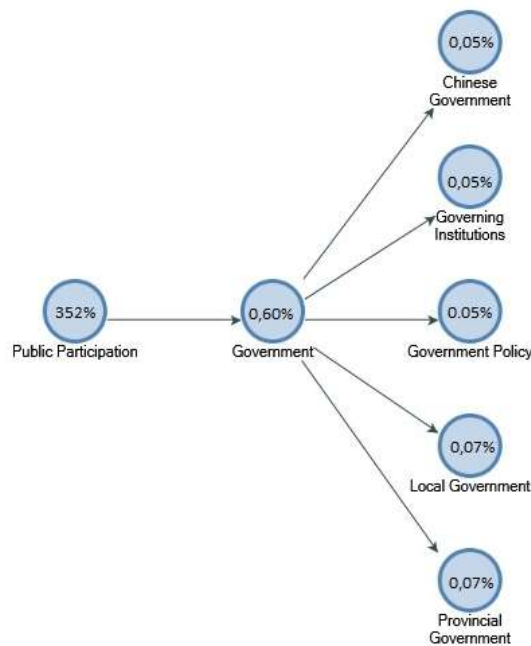 0,05%
Chinese
Government
0,05%
Governing
Institutions
352%
Public Participation
0,60%
Government
0.05%
Government Policy
0,07%
Local Government
0,07%
Provincial
Government